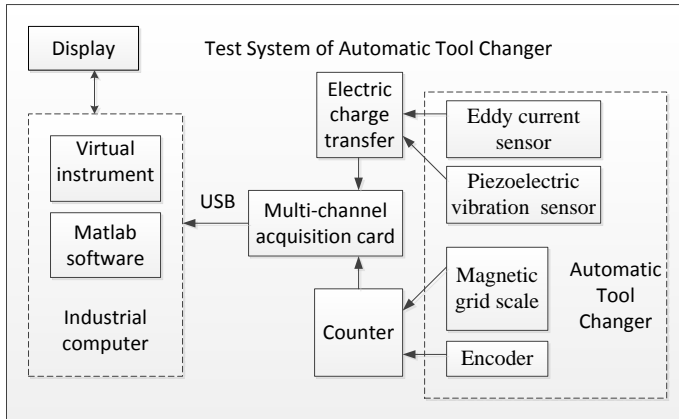 Display
Test System of Automatic Tool Changer
Electric
charge
transfer
Eddy current
sensor
Virtual
instrument
Piezoelectric
vibration sensor
USB
Multi-channel
acquisition card
Matlab
software
Magnetic
grid scale
Automatic
Tool
Changer
Industrial
computer
Counter
Encoder